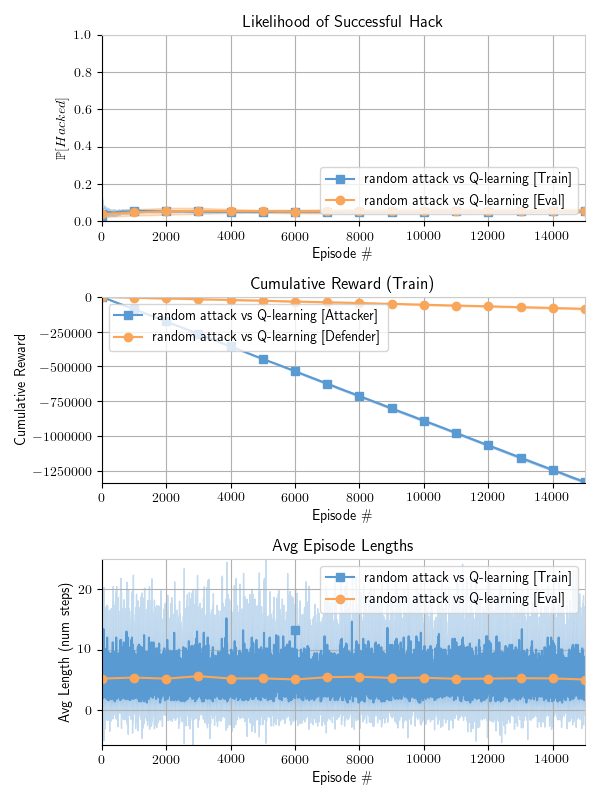 Likelihood of Successful Hack
1.0
0.8
0.6
0.4
0.2
0.0
ℙ[Hacked]
random attack vs Q-learning [Train]
random attack vs Q-learning [Eval]
0 2000 4000 6000 8000 10000 12000 14000
Episode #
Cumulative Reward (Train)
0
−250000
−500000
−750000
−1000000
−1250000
Cumulative Reward
random attack vs Q-learning [Attacker]
random attack vs Q-learning [Defender]
0 2000 4000 6000 8000 10000 12000 14000
Episode #
Avg Episode Lengths
20
10
0
Avg Length (num steps)
random attack vs Q-learning [Train]
random attack vs Q-learning [Eval]
0 2000 4000 6000 8000 10000 12000 14000
Episode #